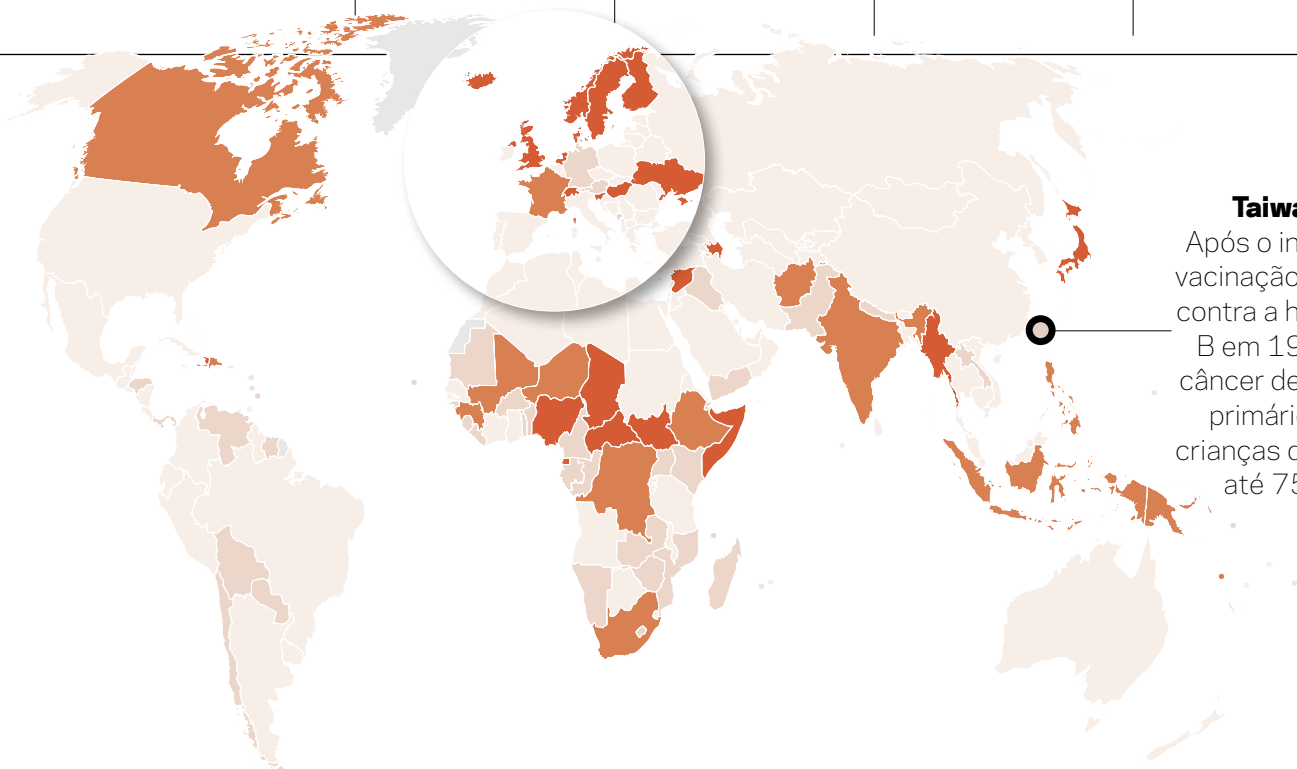 Taiwa
Após o in
vacinação
contra a h
B em 19
câncer de
primári
crianças d
até 75